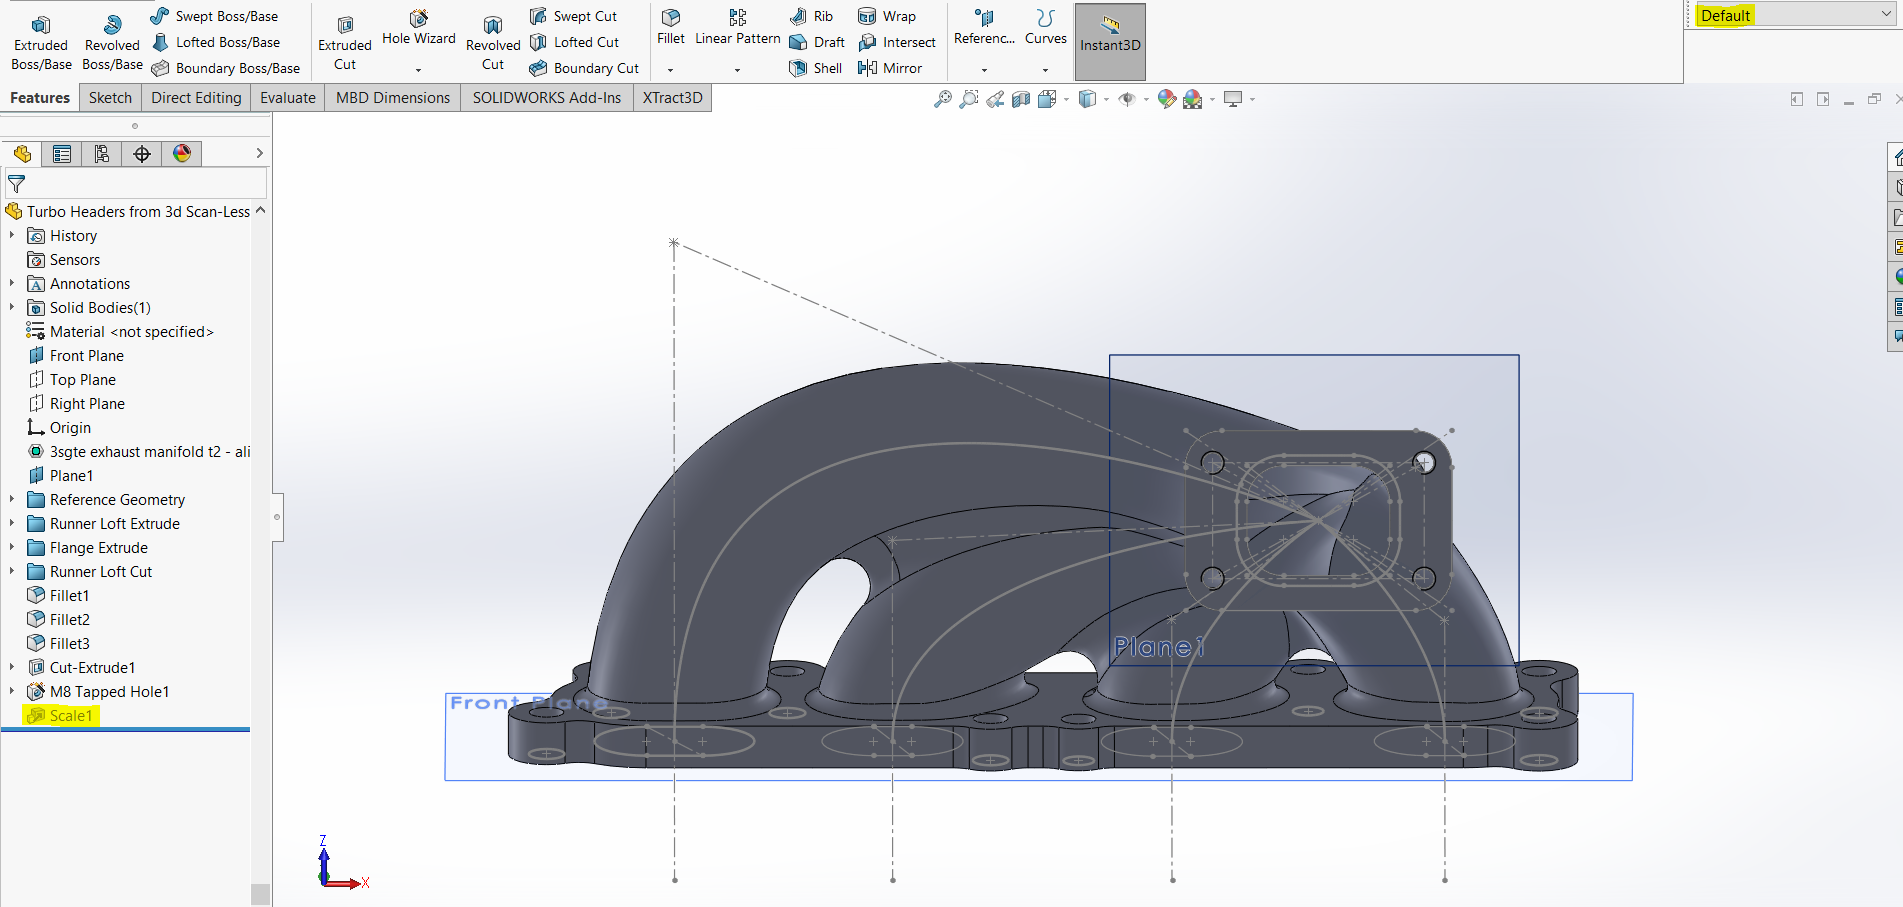 Extruded Boss/Base
Revolved Boss/Base
Swept Boss/Base
Lofted Boss/Base
Boundary Boss/Base
Extruded Cut
Hole Wizard
Revolved Cut
Swept Cut
Lofted Cut
Boundary Cut
Fillet
Linear Pattern
Rib
Draft
Shell
Wrap
Intersect
Mirror
Referenc...
Curves
Instant3D
Default
Features
Sketch
Direct Editing
Evaluate
MBD Dimensions
SOLIDWORKS Add-Ins
XTract3D
Turbo Headers from 3d Scan-Less
History
Sensors
Annotations
Solid Bodies(1)
Material <not specified>
Front Plane
Top Plane
Right Plane
Origin
3sgte exhaust manifold t2 - ali
Plane1
Reference Geometry
Runner Loft Extrude
Flange Extrude
Runner Loft Cut
Fillet1
Fillet2
Fillet3
Cut-Extrude1
M8 Tapped Hole1
Scale1
Plane1
Front Plane
Z
X